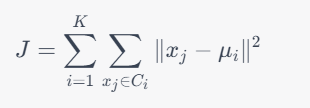 J = \sum_{i=1}^{K} \sum_{x_j \in C_i} \|x_j - \mu_i\|^2